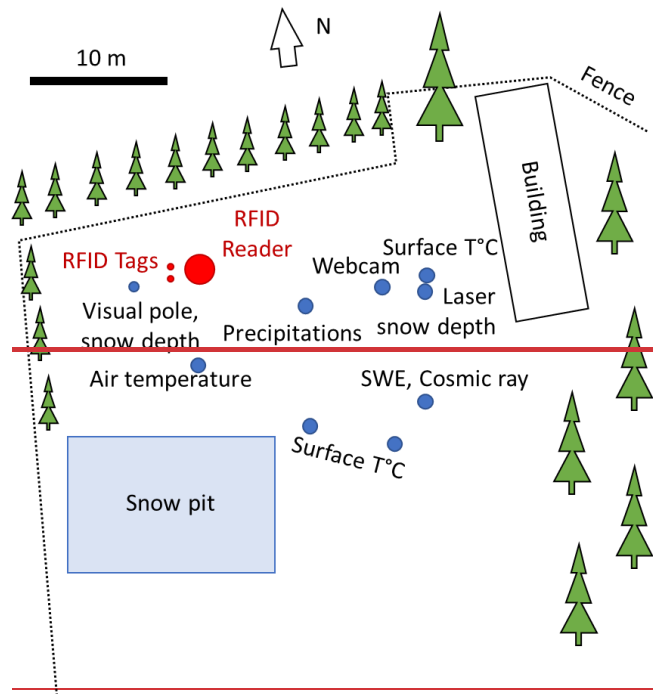 N
10 m
Fence
Building
RFID
Reader
RFID Tags
Surface T°C
Webcam
Laser
snow depth
Visual pole,
snow depth
Precipitations
Air temperature
SWE, Cosmic ray
Surface T°C
Snow pit